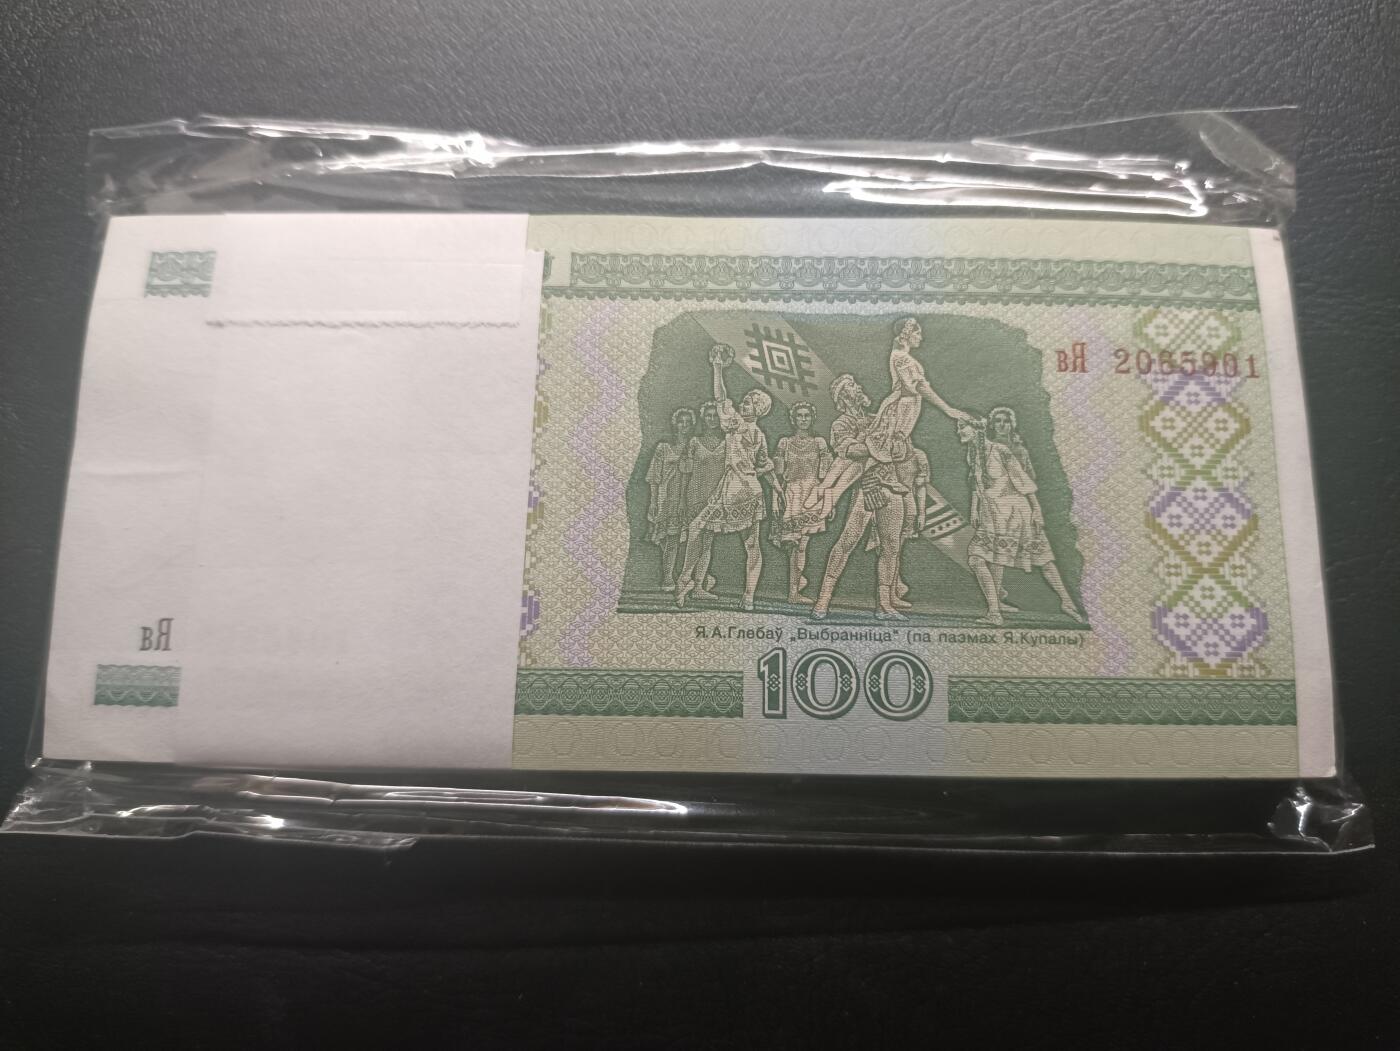 вЯ 2065901
Я.А.Глебаў „Выбранніца“ (па паэмах Я.Купалы)
вЯ
100